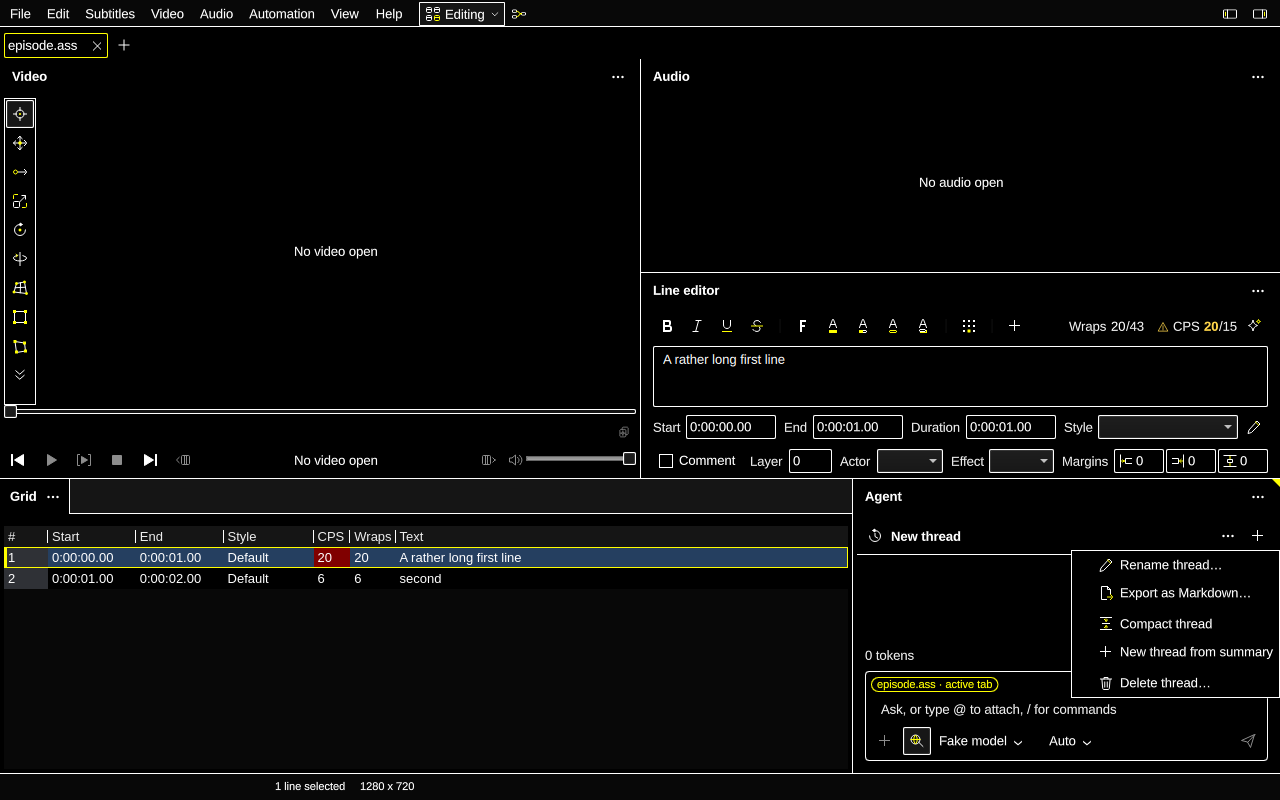 File Edit Subtitles Video Audio Automation View Help Editing
episode.ass
Video
Audio
No video open
No audio open
Line editor
B I U S F A A A A Wraps 20/43 CPS 20/15
A rather long first line
Start 0:00:00.00 End 0:00:01.00 Duration 0:00:01.00 Style
No video open
Comment Layer 0 Actor Effect Margins 0 0 0
Grid
# Start End Style CPS Wraps Text
1 0:00:00.00 0:00:01.00 Default 20 20 A rather long first line
2 0:00:01.00 0:00:02.00 Default 6 6 second
Agent
New thread
Rename thread…
Export as Markdown…
Compact thread
New thread from summary
Delete thread…
0 tokens
episode.ass · active tab
Ask, or type @ to attach, / for commands
Fake model Auto
1 line selected 1280 x 720